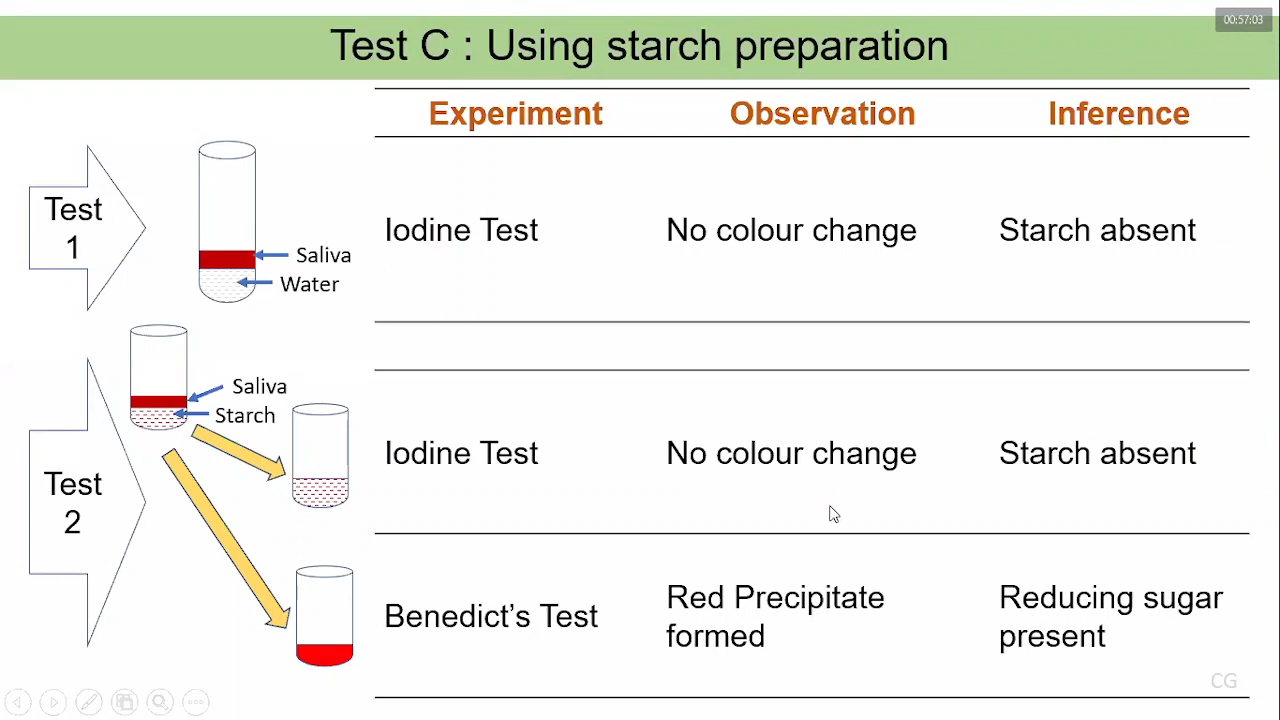 00:57:03
Test C : Using starch preparation
Experiment Observation Inference
Test
1
Saliva
Water
Iodine Test No colour change Starch absent
Test
2
Saliva
Starch
Iodine Test No colour change Starch absent
Benedict’s Test
Red Precipitate
formed
Reducing sugar
present
CG